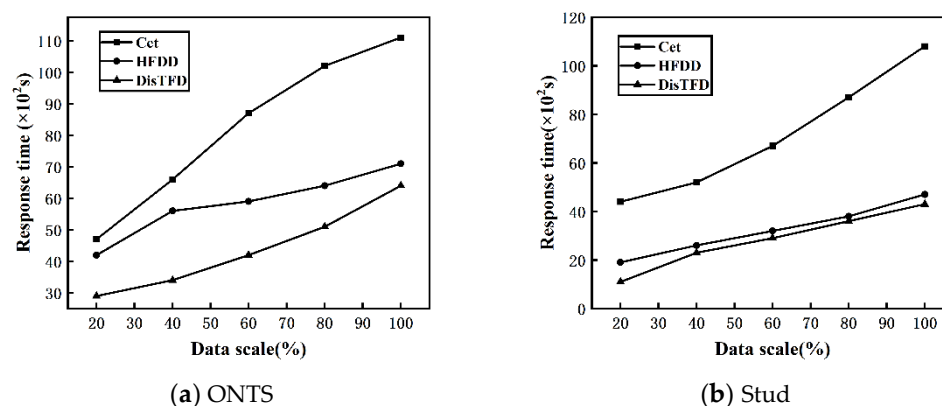 110
100
90
80
70
60
50
40
30
Response time (×10²s)
Cct
HFDD
DisTFD
20 30 40 50 60 70 80 90 100
Data scale(%)
(a) ONTS
120
100
80
60
40
20
0
Response time(×10²s)
Cct
HFDD
DisTFD
20 30 40 50 60 70 80 90 100
Data scale(%)
(b) Stud